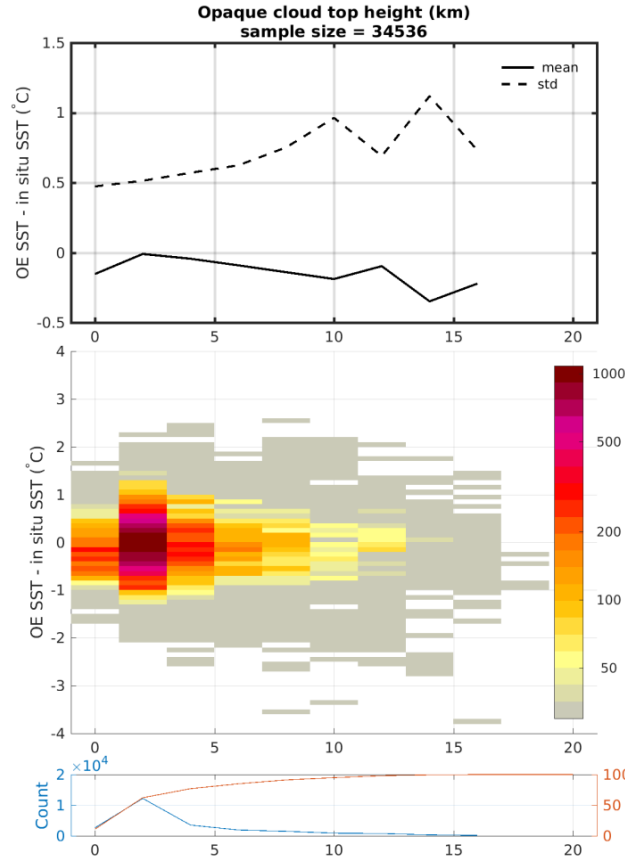 Opaque cloud top height (km)
sample size = 34536
OE SST - in situ SST (°C)
1.5
1
0.5
0
-0.5
mean
std
0 5 10 15 20
OE SST - in situ SST (°C)
4
3
2
1
0
-1
-2
-3
-4
1000
500
200
100
50
0 5 10 15 20
×10⁴
Count
2
1
0
100
50
0
0 5 10 15 20